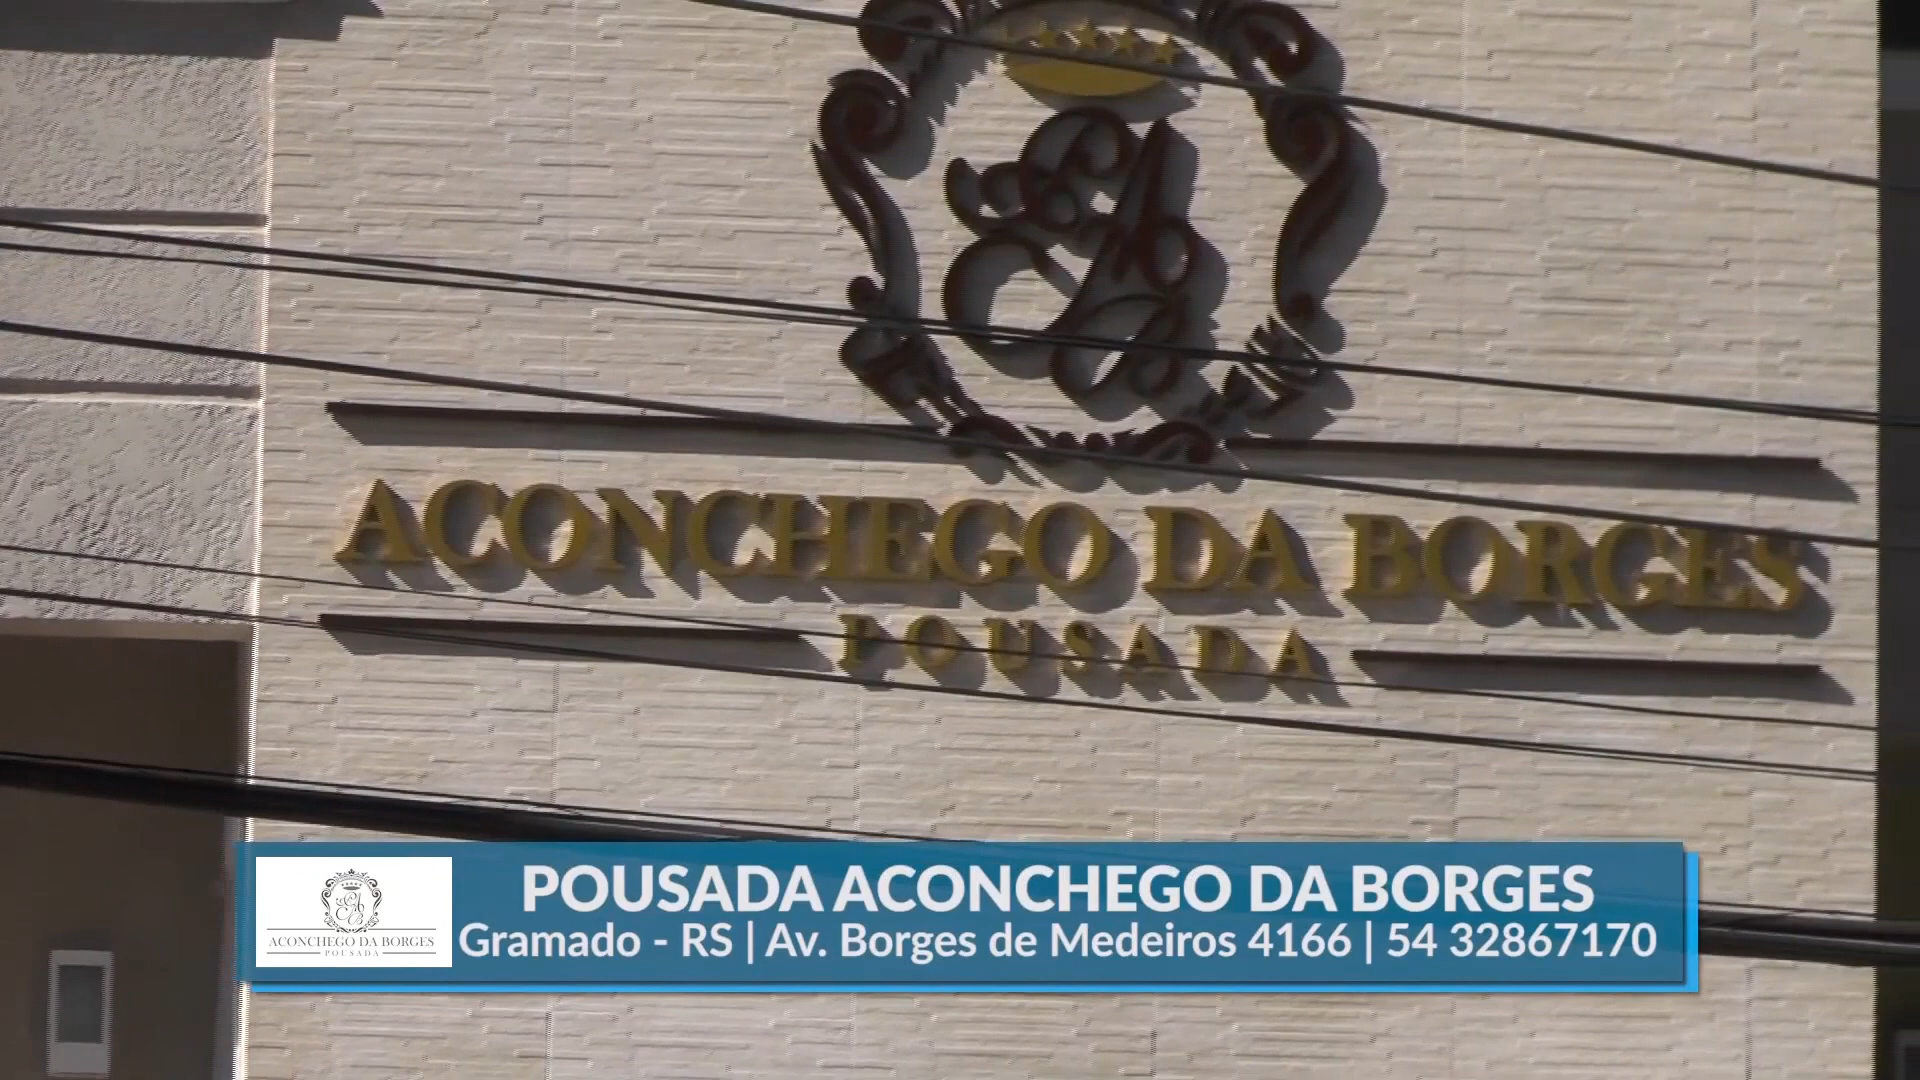 ACONCHEGO DA BORGES
POUSADA
POUSADA ACONCHEGO DA BORGES
ACONCHEGO DA BORGES
POUSADA
Gramado - RS | Av. Borges de Medeiros 4166 | 54 32867170